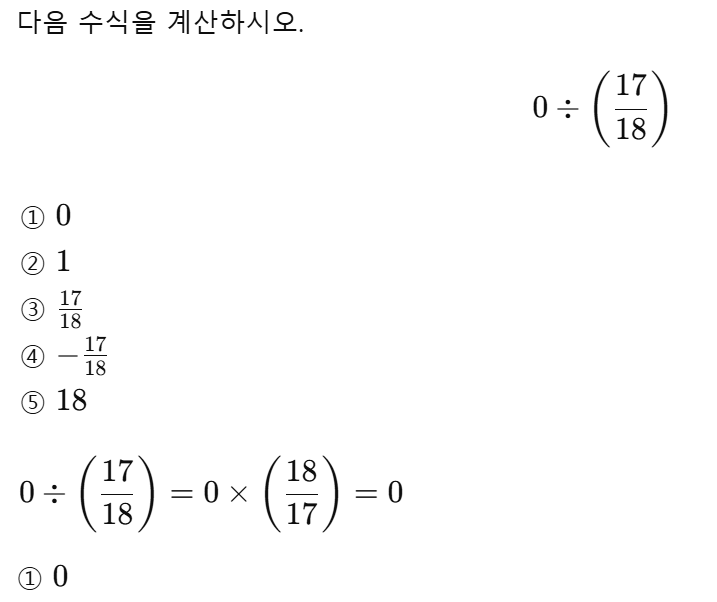 다음 수식을 계산하시오.
0 ÷ (17/18)
① 0
② 1
③ 17/18
④ −17/18
⑤ 18
0 ÷ (17/18) = 0 × (18/17) = 0
① 0